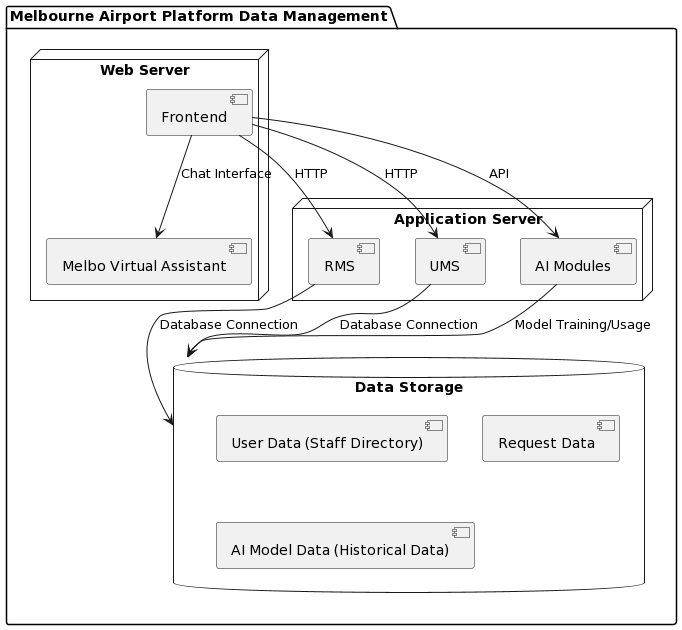 Melbourne Airport Platform Data Management
Web Server
Frontend
Chat Interface
HTTP
HTTP
API
Application Server
Melbo Virtual Assistant
RMS
UMS
AI Modules
Database Connection
Database Connection
Model Training/Usage
Data Storage
User Data (Staff Directory)
Request Data
AI Model Data (Historical Data)